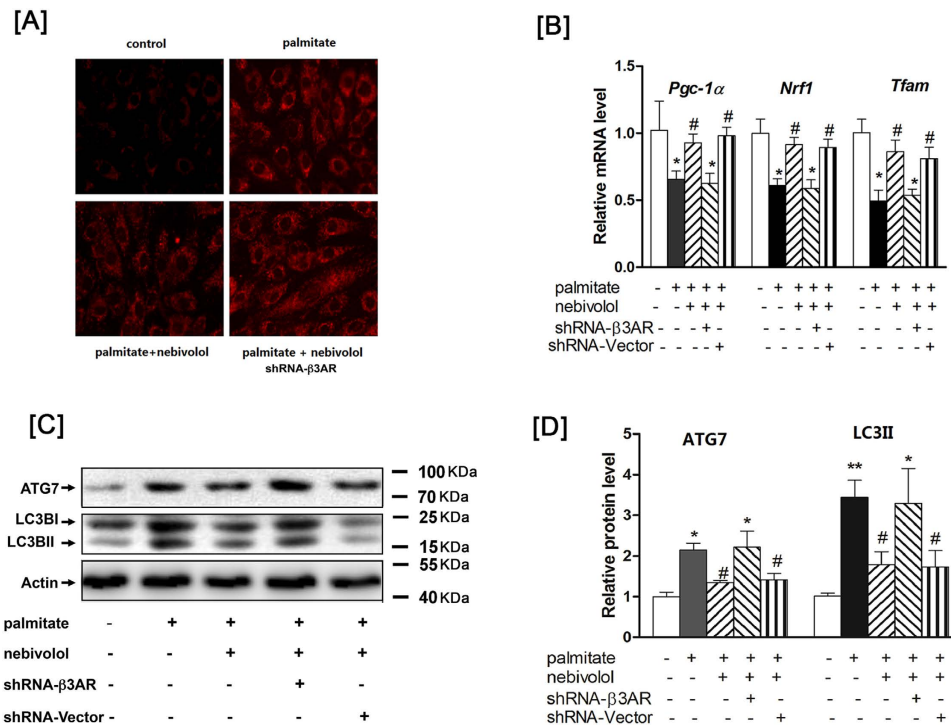 [A]
control palmitate
palmitate+nebivolol palmitate + nebivolol
shRNA-β3AR
[B]
Relative mRNA level
1.5
1.0
0.5
0.0
Pgc-1α Nrf1 Tfam
# # # # # #
* * * * * *
palmitate - + + + + - + + + + - + + + +
nebivolol - - + + + - - + + + - - + + +
shRNA-β3AR - - - + - - - - + - - - - + -
shRNA-Vector - - - - + - - - - + - - - - +
[C]
ATG7
LC3BI
LC3BII
Actin
100 KDa
70 KDa
25 KDa
15 KDa
55 KDa
40 KDa
palmitate - + + + +
nebivolol - - + + +
shRNA-β3AR - - - + -
shRNA-Vector - - - - +
[D]
Relative protein level
5
4
3
2
1
0
ATG7 LC3II
* # * # ** # * #
palmitate - + + + + - + + + +
nebivolol - - + + + - - + + +
shRNA-β3AR - - - + - - - - + -
shRNA-Vector - - - - + - - - - +